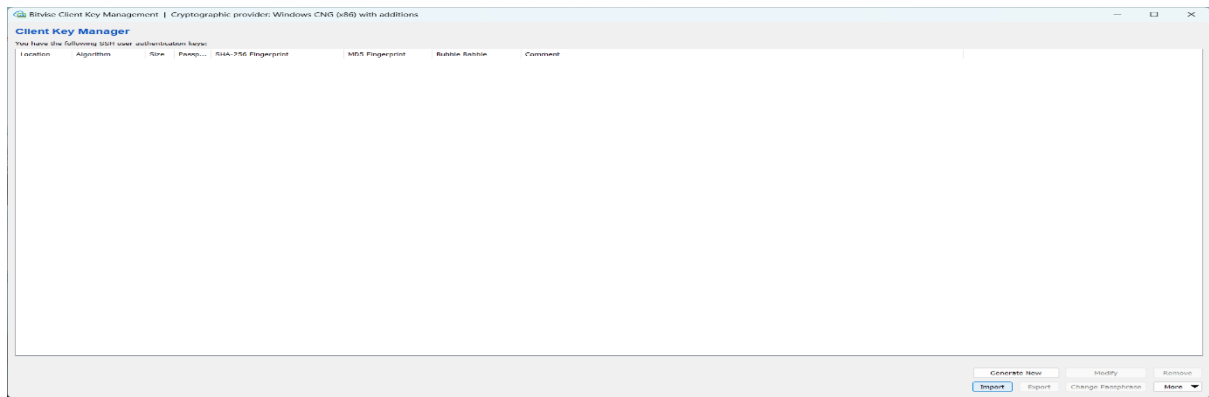 Bitvise Client Key Management | Cryptographic provider: Windows CNG (x86) with additions
Client Key Manager
You have the following SSH user authentication keys:
Location Algorithm Size Passp... SHA-256 Fingerprint MD5 Fingerprint Bubble Babble Comment
Generate New Modify Remove
Import Export Change Passphrase More